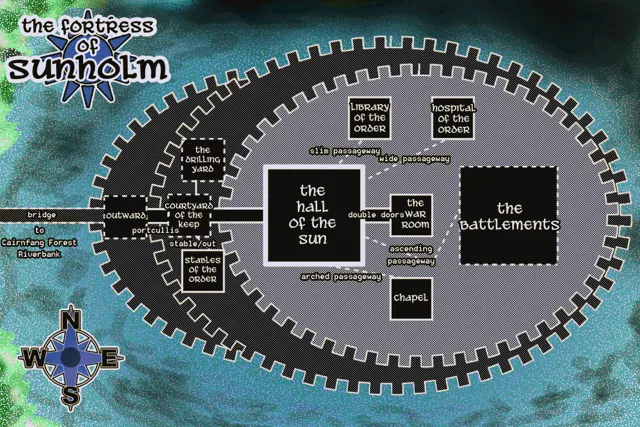 the fortress
of
sunholm
library
of the
order
hospital
of the
order
slim passageway
wide passageway
the
drilling
yard
the
hall
of the
sun
outward
courtyard
of the
keep
double doors
the
war
room
the
battlements
bridge
to
Cairnfang Forest
Riverbank
portcullis
stable/out
stables
of the
order
ascending
passageway
arched passageway
chapel
N
W
E
S